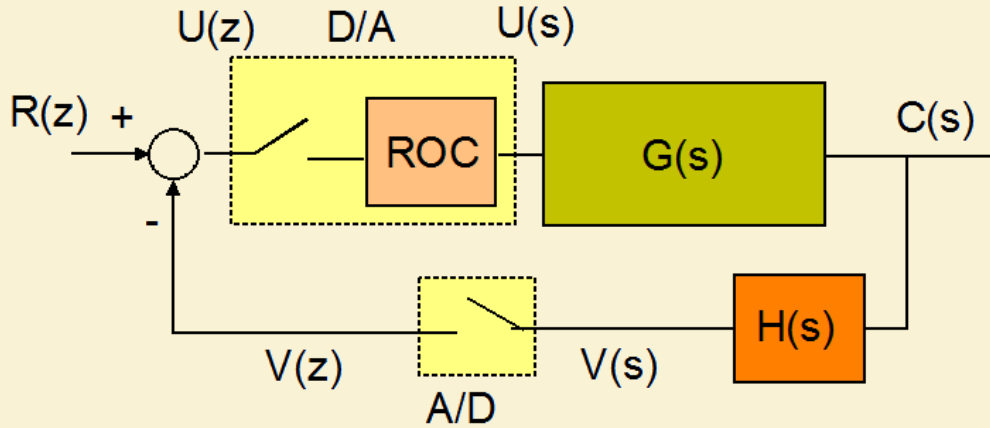 U(z) D/A U(s)
R(z) + C(s)
ROC G(s)
-
H(s)
V(z) V(s)
A/D